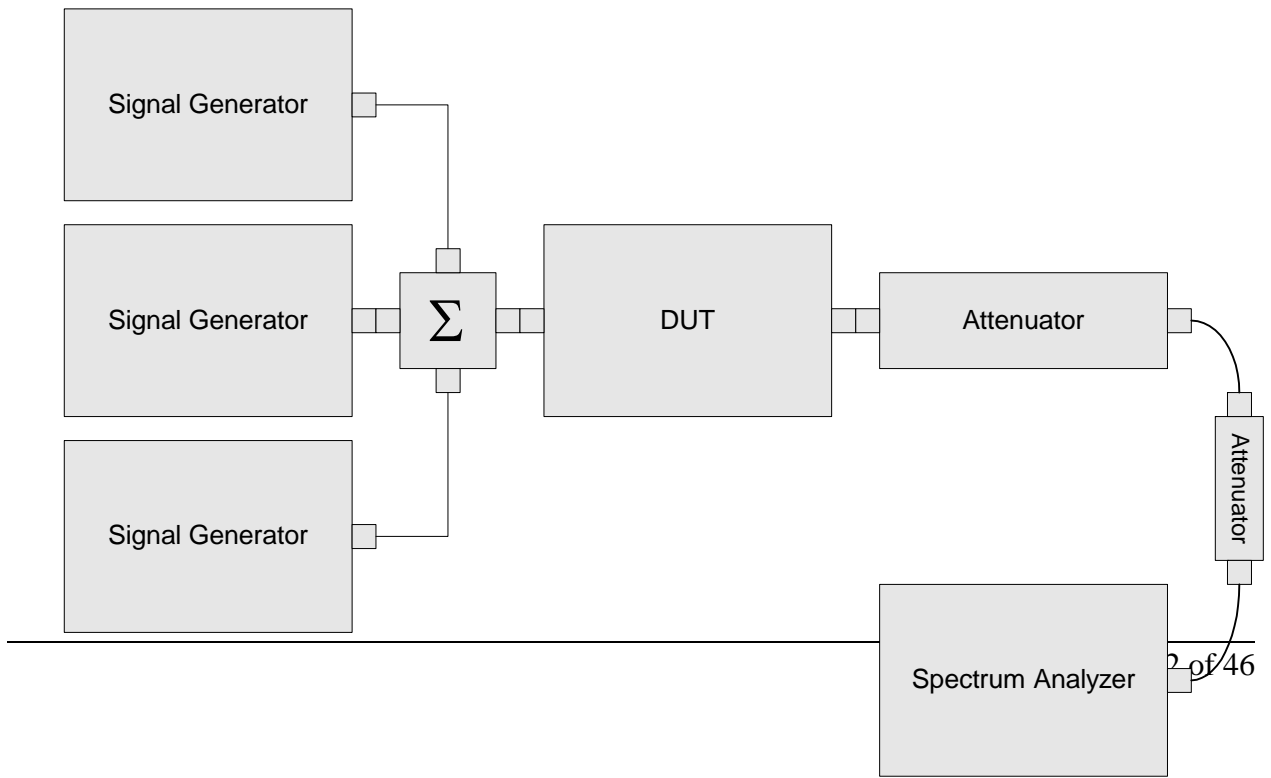 Signal Generator
Signal Generator
Σ
DUT
Attenuator
Attenuator
Signal Generator
Spectrum Analyzer
of 46